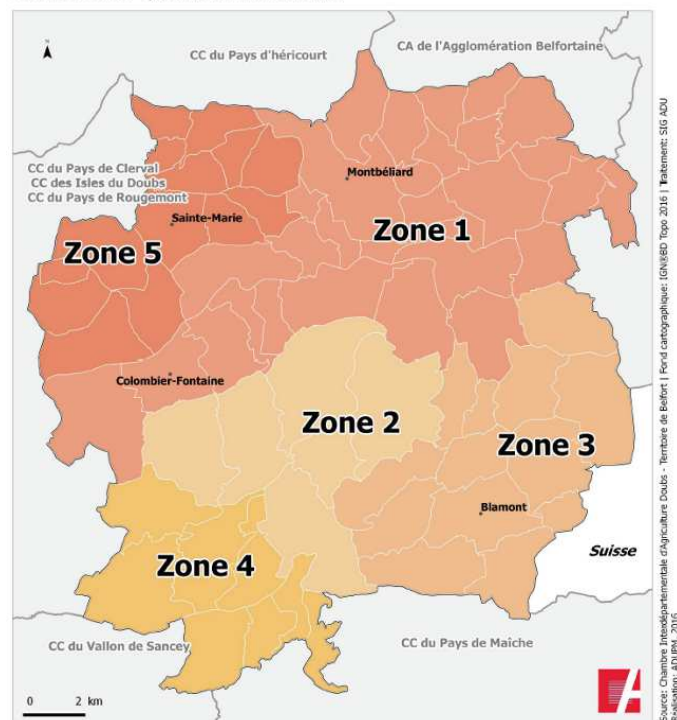 CC du Pays d'héricourt
CA de l'Agglomération Belfortaine
Montbéliard
CC du Pays de Clerval
CC des Isles du Doubs
CC du Pays de Rougemont
Sainte-Marie
Zone 5
Zone 1
Colombier-Fontaine
Zone 2
Zone 3
Blamont
Suisse
Zone 4
CC du Vallon de Sancey
CC du Pays de Maîche
0 2 km
Source: Chambre Interdépartementale d'Agriculture Doubs - Territoire de Belfort | Fond cartographique: IGN®BD Topo 2016 | Traitement: SIG ADU
Réalisation: ADUPM, 2016